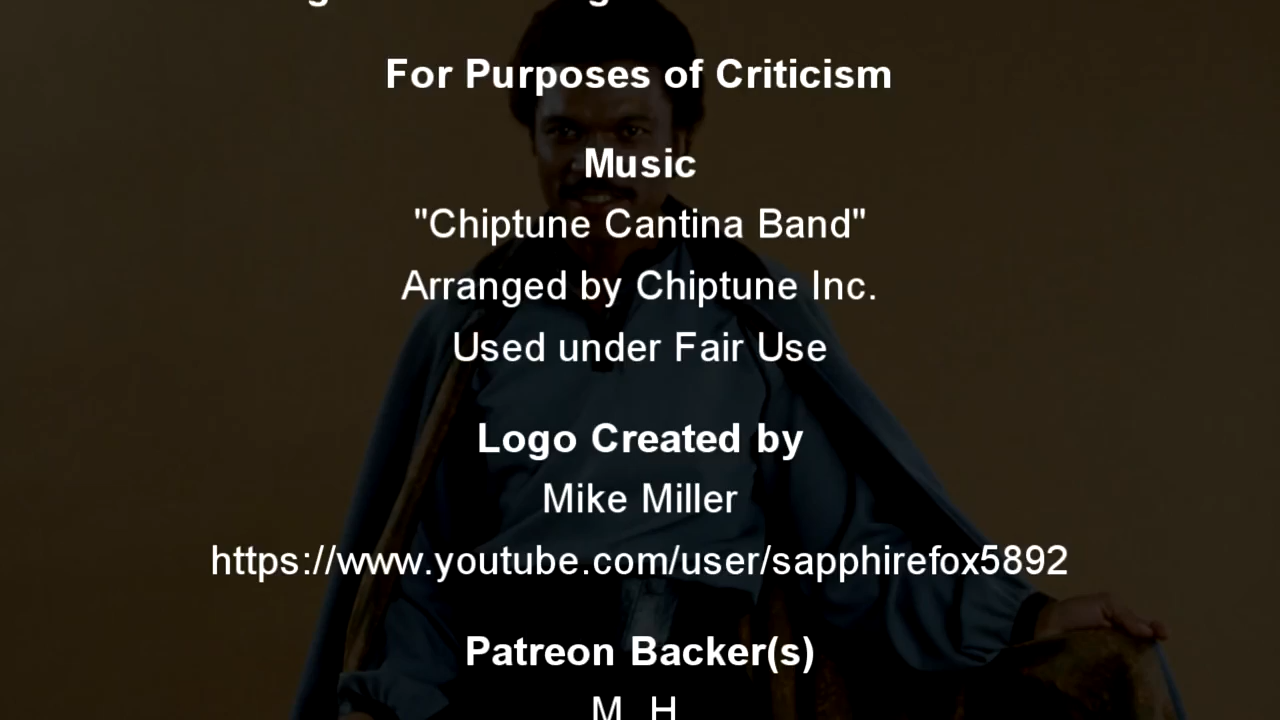 For Purposes of Criticism
Music
"Chiptune Cantina Band"
Arranged by Chiptune Inc.
Used under Fair Use
Logo Created by
Mike Miller
https://www.youtube.com/user/sapphirefox5892
Patreon Backer(s)
M. H.